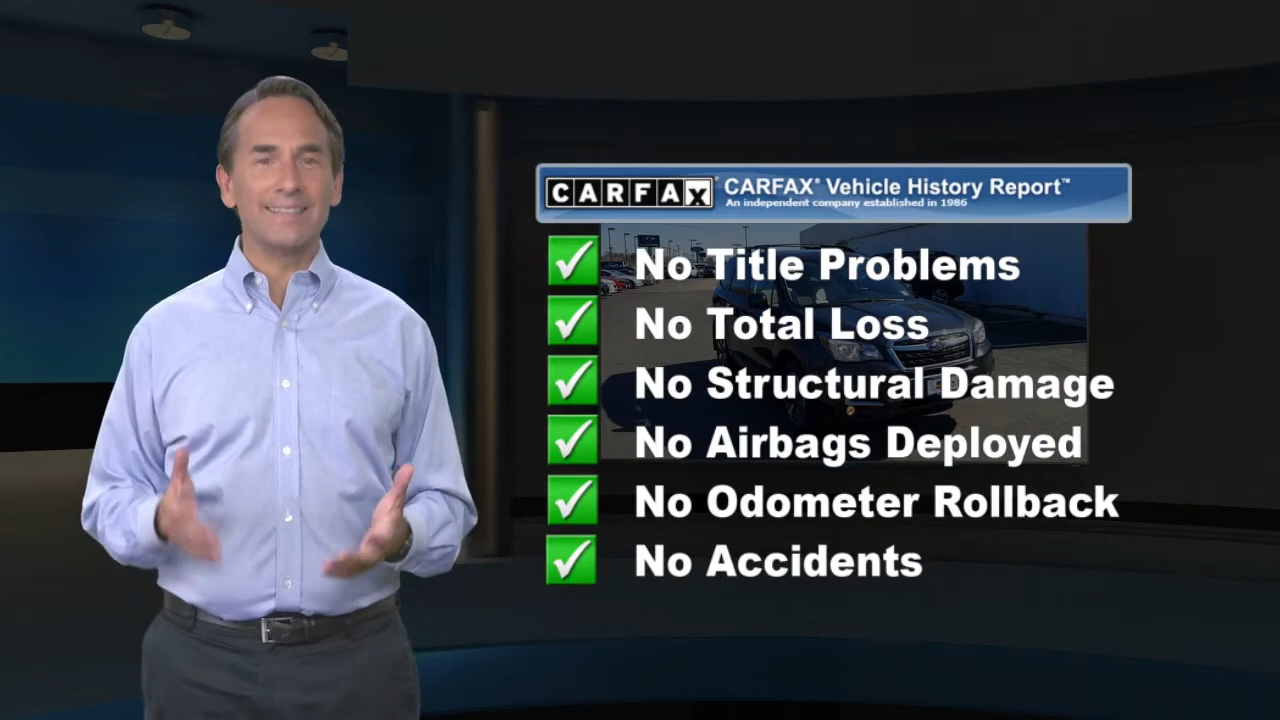 CARFAX® CARFAX® Vehicle History Report™
An independent company established in 1986
No Title Problems
No Total Loss
No Structural Damage
No Airbags Deployed
No Odometer Rollback
No Accidents